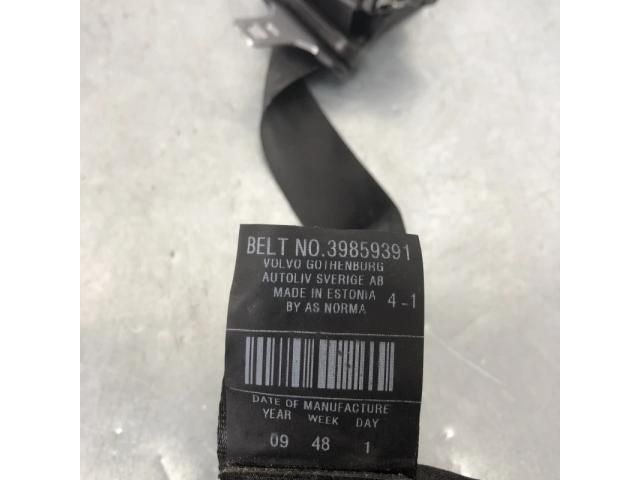 BELT NO.39859391
VOLVO GOTHENBURG
AUTOLIV SVERIGE AB
MADE IN ESTONIA 4-1
BY AS NORMA
DATE OF MANUFACTURE
YEAR WEEK DAY
09 48 1